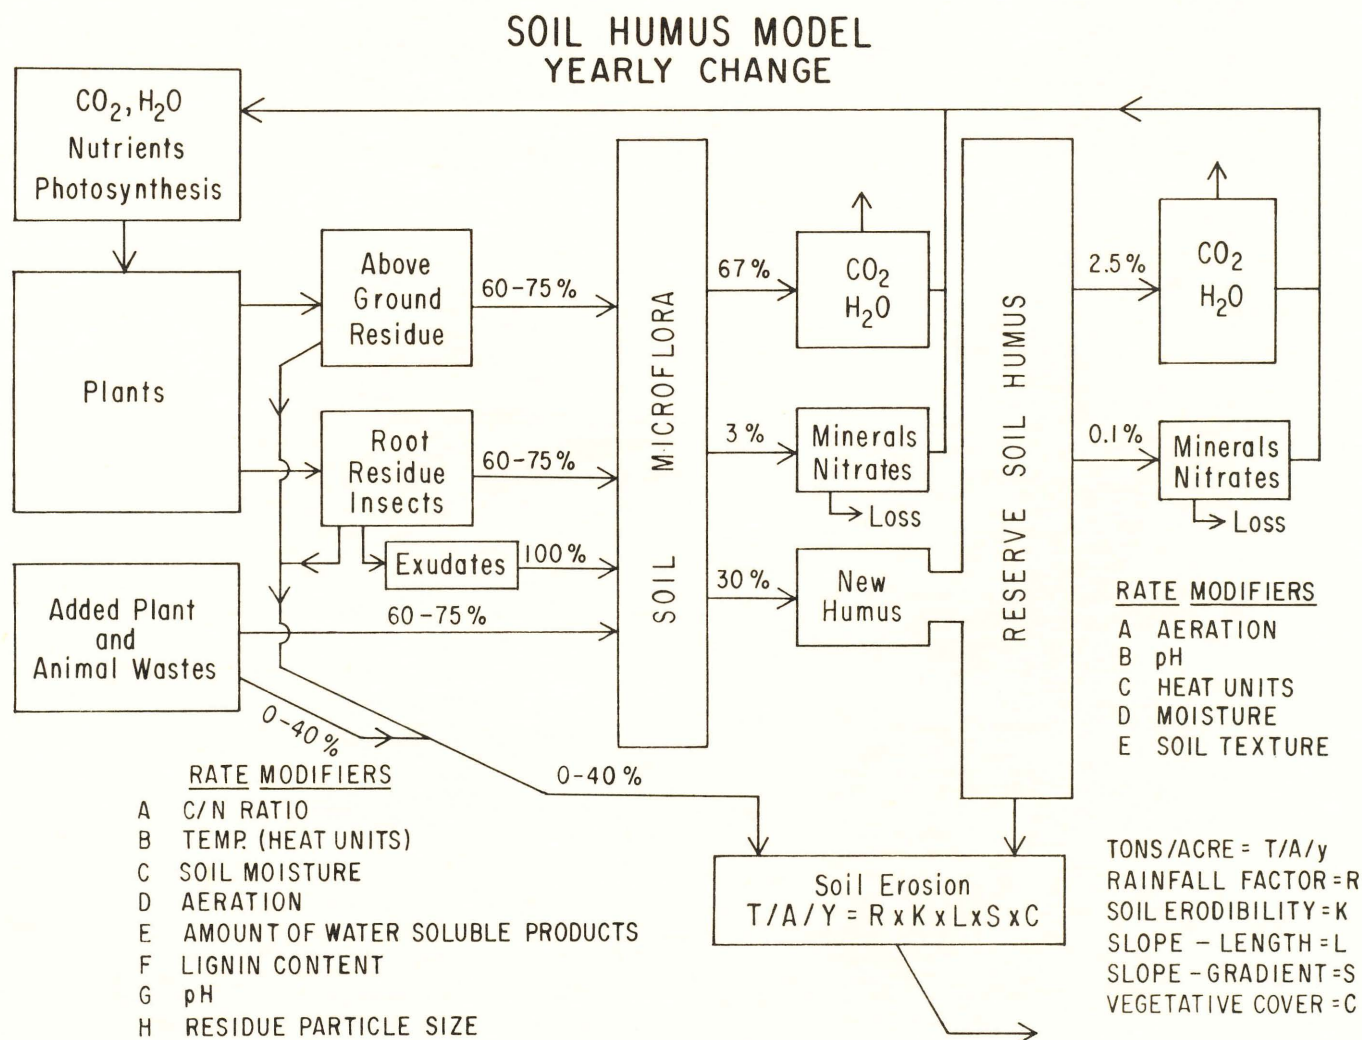 SOIL HUMUS MODEL
YEARLY CHANGE
CO₂, H₂O
Nutrients
Photosynthesis
Plants
Added Plant
and
Animal Wastes
Above
Ground
Residue
60-75%
Root
Residue
Insects
60-75%
Exudates
100%
60-75%
0-40%
0-40%
SOIL MICROFLORA
67%
CO₂
H₂O
3%
Minerals
Nitrates
Loss
30%
New
Humus
RESERVE SOIL HUMUS
2.5%
CO₂
H₂O
0.1%
Minerals
Nitrates
Loss
RATE MODIFIERS
A AERATION
B pH
C HEAT UNITS
D MOISTURE
E SOIL TEXTURE
RATE MODIFIERS
A C/N RATIO
B TEMP. (HEAT UNITS)
C SOIL MOISTURE
D AERATION
E AMOUNT OF WATER SOLUBLE PRODUCTS
F LIGNIN CONTENT
G pH
H RESIDUE PARTICLE SIZE
Soil Erosion
T/A/Y = R x K x L x S x C
TONS/ACRE = T/A/y
RAINFALL FACTOR = R
SOIL ERODIBILITY = K
SLOPE - LENGTH = L
SLOPE - GRADIENT = S
VEGETATIVE COVER = C